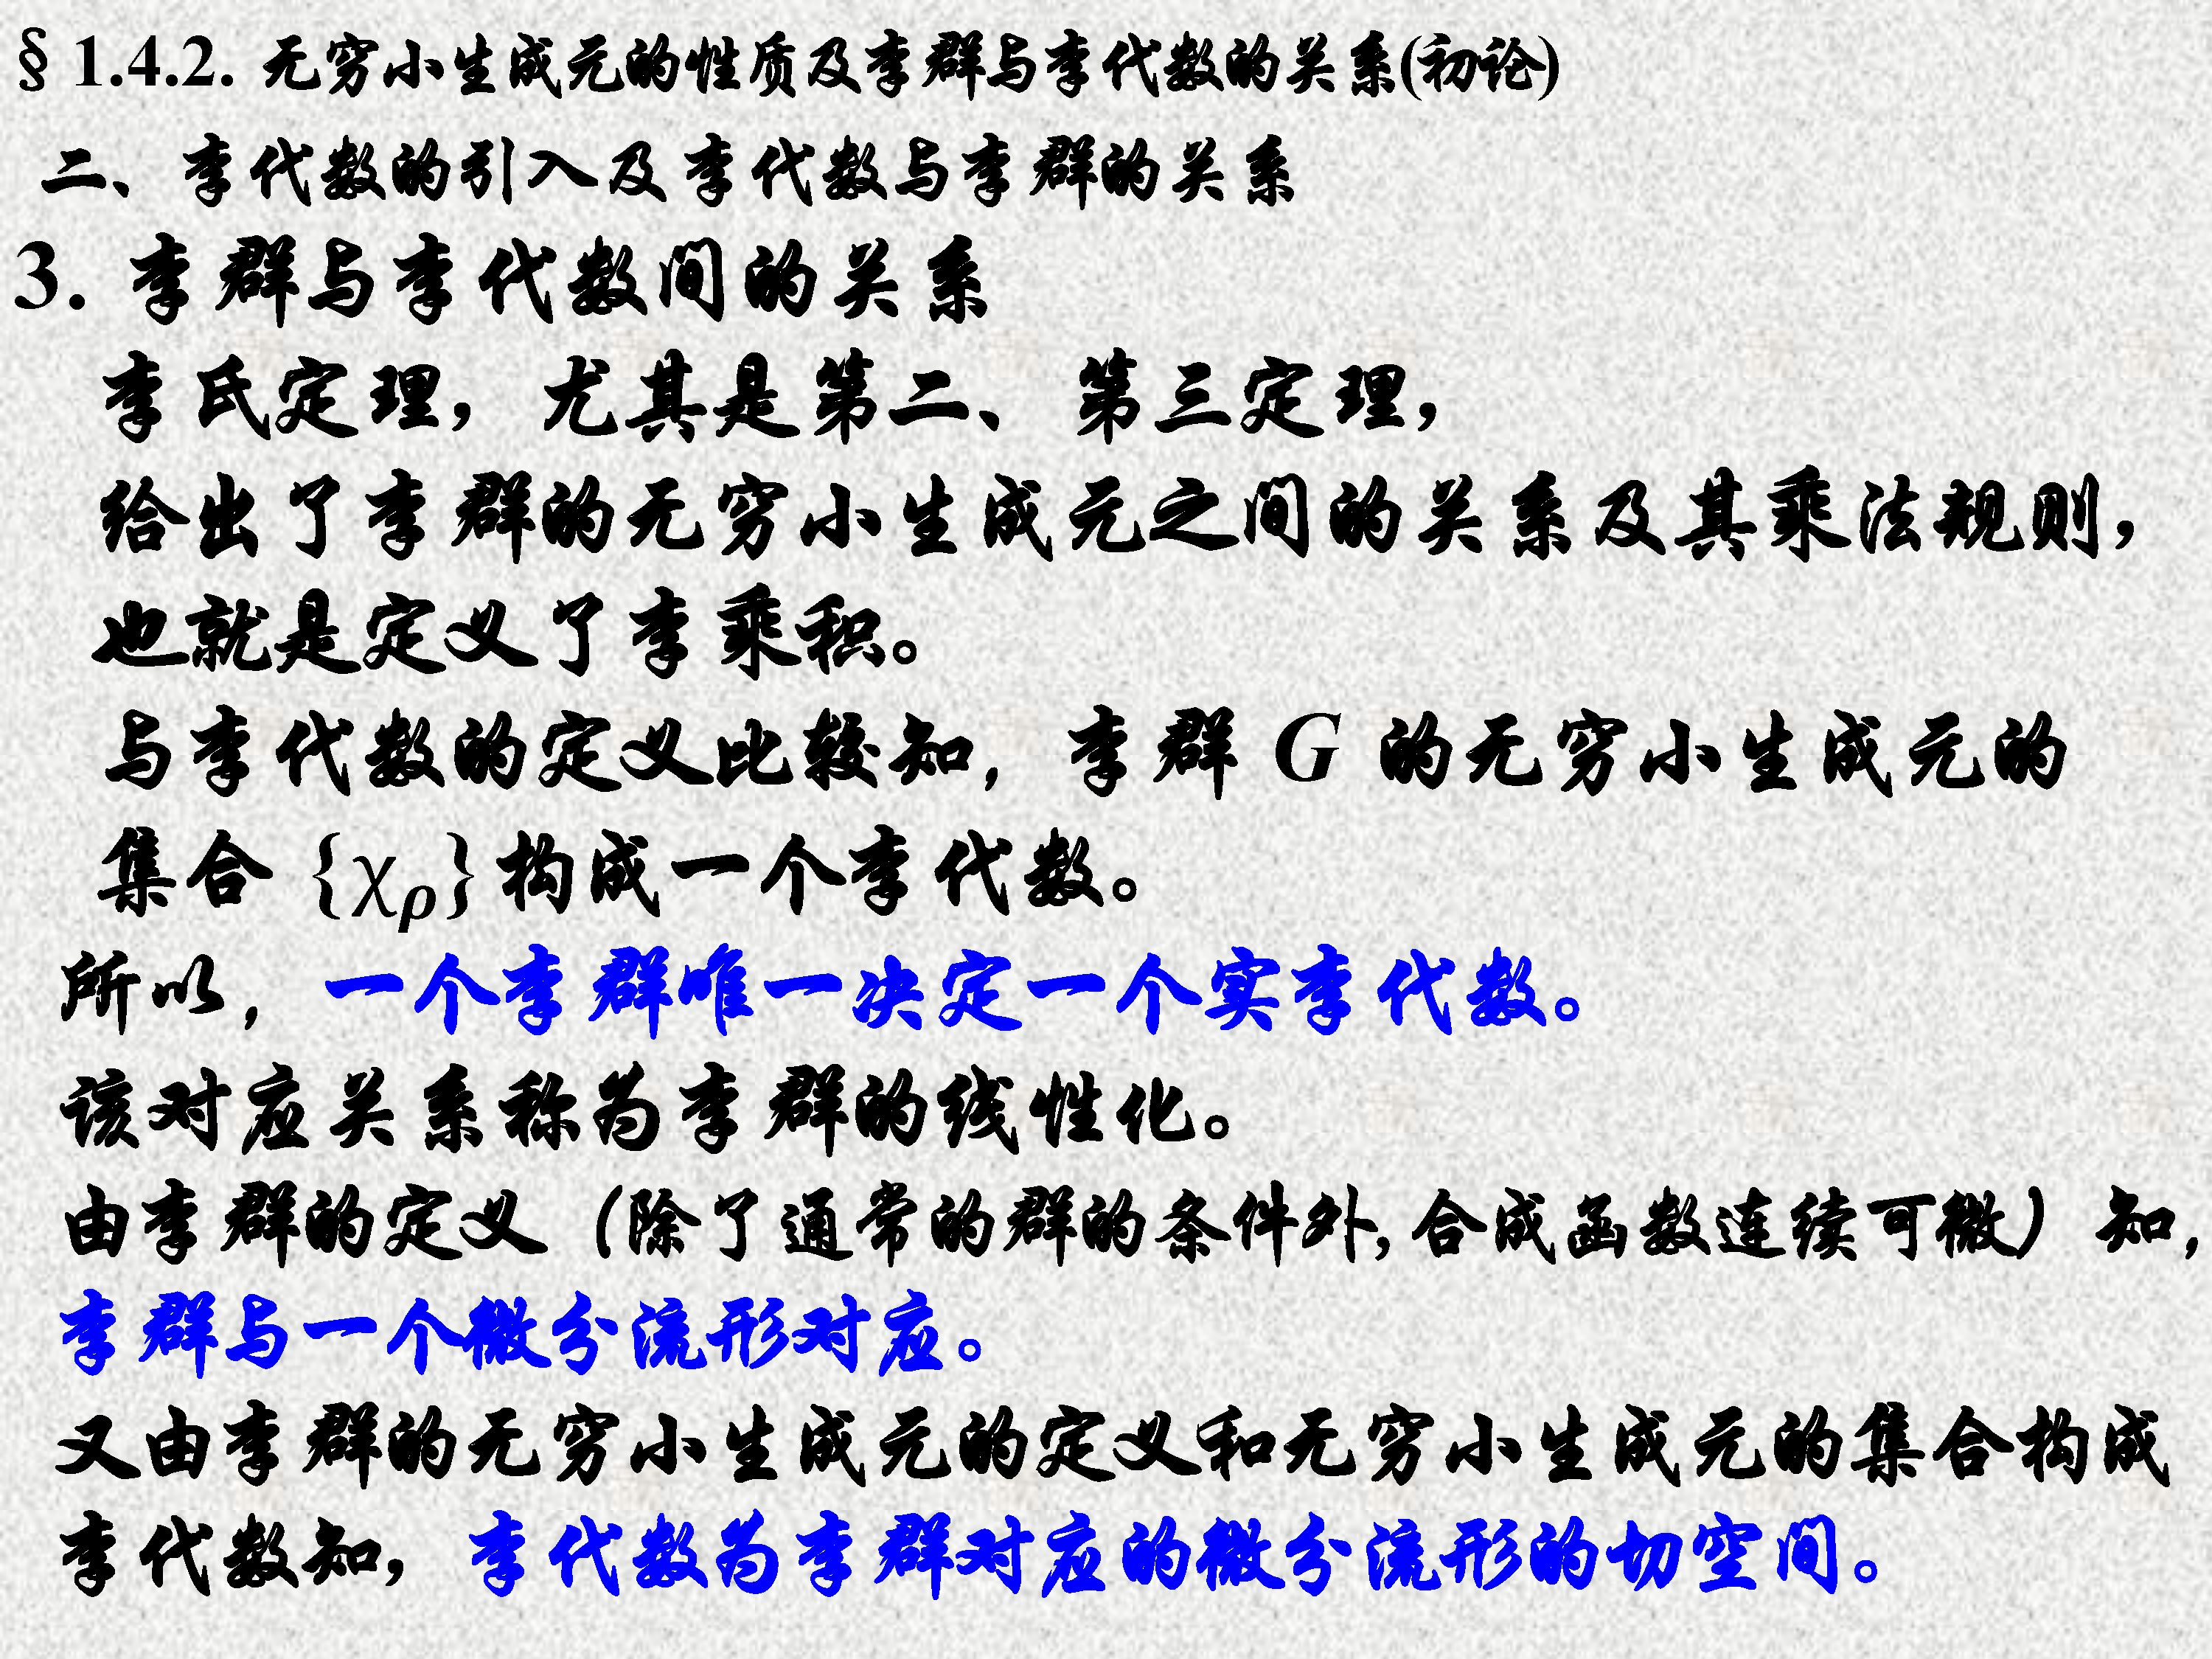 § 1.4.2. 无穷小生成元的性质及李群与李代数的关系(初论)
二、李代数的引入及李代数与李群的关系
3. 李群与李代数间的关系
李氏定理，尤其是第二、第三定理，
给出了李群的无穷小生成元之间的关系及其乘法规则，
也就是定义了李乘积。
与李代数的定义比较知，李群 G 的无穷小生成元的
集合 {χρ} 构成一个李代数。
所以，一个李群唯一决定一个实李代数。
该对应关系称为李群的线性化。
由李群的定义（除了通常的群的条件外, 合成函数连续可微）知，
李群与一个微分流形对应。
又由李群的无穷小生成元的定义和无穷小生成元的集合构成
李代数知，李代数为李群对应的微分流形的切空间。